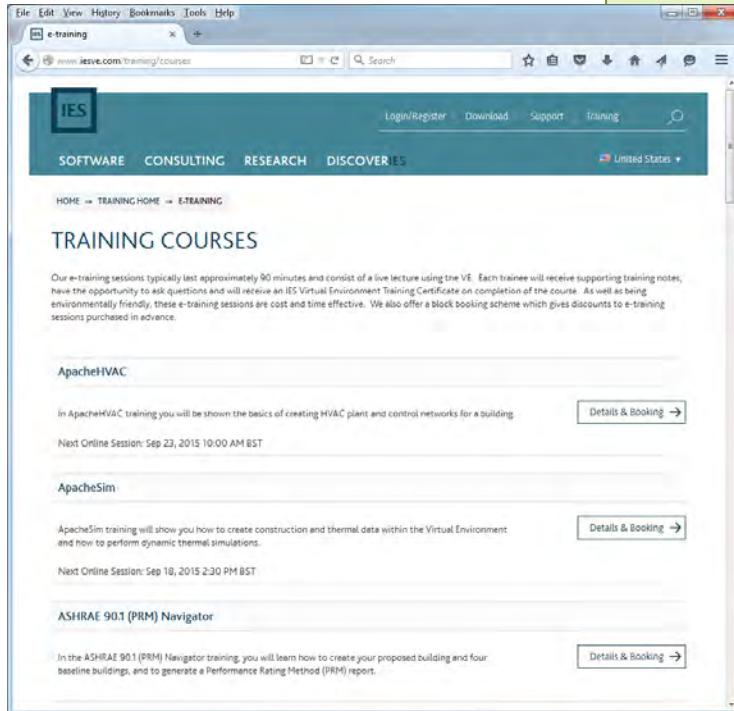 File Edit View History Bookmarks Tools Help
e-training
www.iesve.com/training/courses
Search
IES
Login/Register Download Support Training
SOFTWARE CONSULTING RESEARCH DISCOVERIES
United States
HOME → TRAINING HOME → E-TRAINING
TRAINING COURSES
Our e-training sessions typically last approximately 90 minutes and consist of a live lecture using the VE. Each trainee will receive supporting training notes,
have the opportunity to ask questions and will receive an IES Virtual Environment Training Certificate on completion of the course. As well as being
environmentally friendly, these e-training sessions are cost and time effective. We also offer a block booking scheme which gives discounts to e-training
sessions purchased in advance.
ApacheHVAC
In ApacheHVAC training you will be shown the basics of creating HVAC plant and control networks for a building.
Details & Booking →
Next Online Session: Sep 23, 2015 10:00 AM BST
ApacheSim
ApacheSim training will show you how to create construction and thermal data within the Virtual Environment
and how to perform dynamic thermal simulations.
Details & Booking →
Next Online Session: Sep 18, 2015 2:30 PM BST
ASHRAE 90.1 (PRM) Navigator
In the ASHRAE 90.1 (PRM) Navigator training, you will learn how to create your proposed building and four
baseline buildings, and to generate a Performance Rating Method (PRM) report.
Details & Booking →